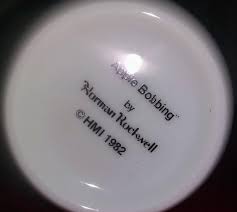 "Apple Bobbing"
by
Norman Rockwell
© HMI 1982